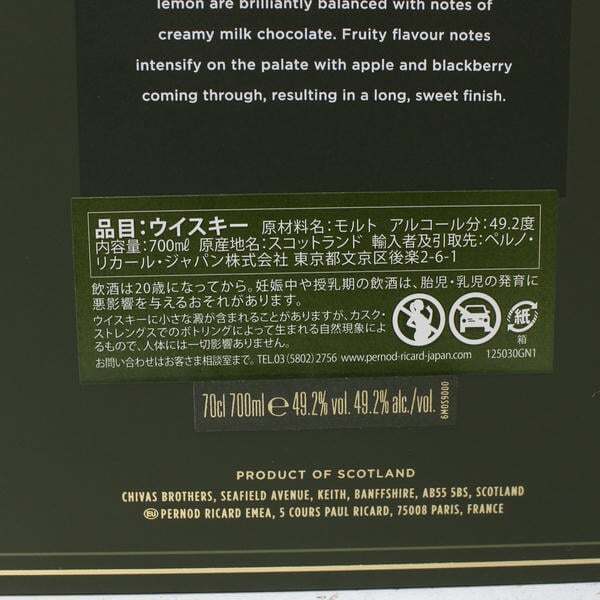 lemon are brilliantly balanced with notes of
creamy milk chocolate. Fruity flavour notes
intensify on the palate with apple and blackberry
coming through, resulting in a long, sweet finish.
品目:ウイスキー 原材料名:モルト アルコール分:49.2度
内容量:700ml 原産地名:スコットランド 輸入者及引取先:ペルノ・
リカール・ジャパン株式会社 東京都文京区後楽2-6-1
飲酒は20歳になってから。妊娠中や授乳期の飲酒は、胎児・乳児の発育に
悪影響を与えるおそれがあります。
ウイスキーに小さな澱が含まれることがありますが、カスク・
ストレングスでのボトリングによって生まれる自然現象によ
るもので、人体には一切影響ありません。
紙
箱
お問い合わせはお客さま相談室まで。TEL.03(5802)2756 www.pernod-ricard-japan.com 125030GN1
70cl 700ml e 49.2% vol. 49.2% alc./vol.
6M0S9000
PRODUCT OF SCOTLAND
CHIVAS BROTHERS, SEAFIELD AVENUE, KEITH, BANFFSHIRE, AB55 5BS, SCOTLAND
EU PERNOD RICARD EMEA, 5 COURS PAUL RICARD, 75008 PARIS, FRANCE